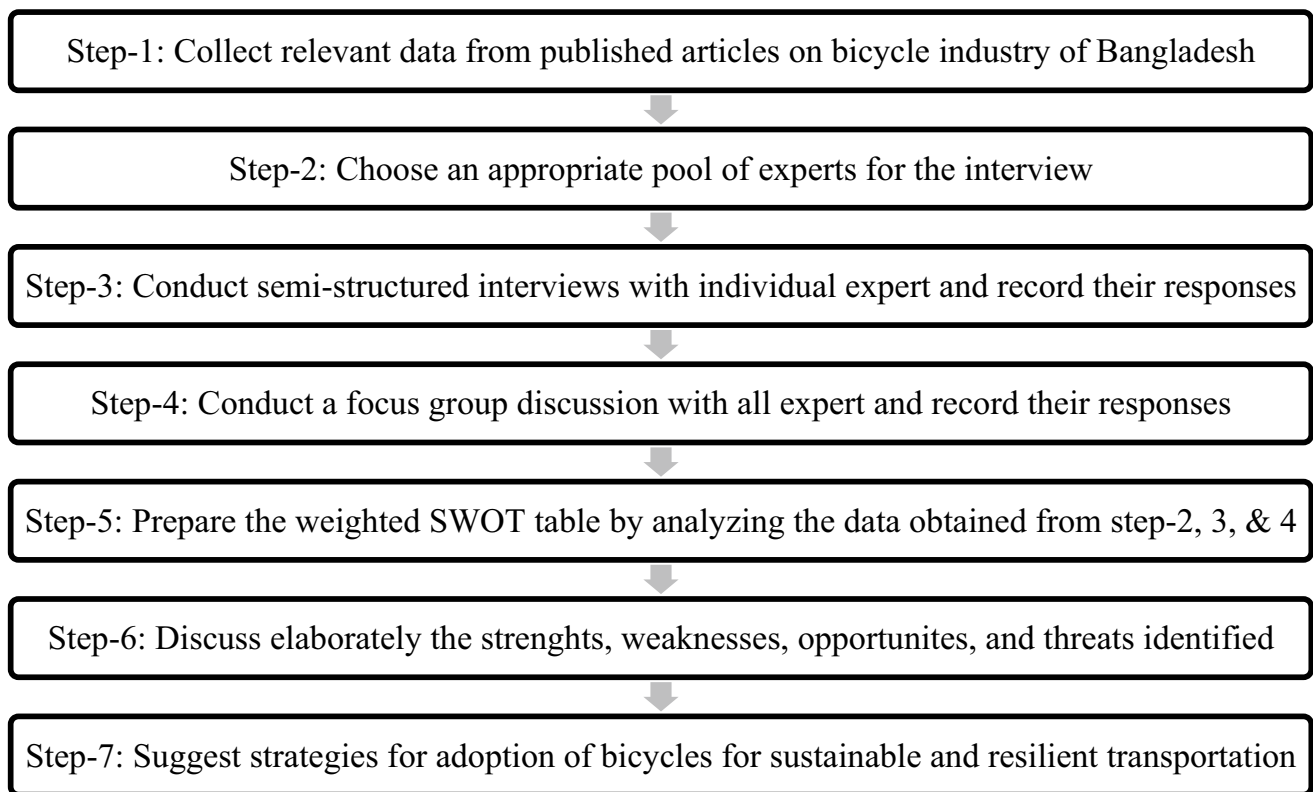 Step-1: Collect relevant data from published articles on bicycle industry of Bangladesh
Step-2: Choose an appropriate pool of experts for the interview
Step-3: Conduct semi-structured interviews with individual expert and record their responses
Step-4: Conduct a focus group discussion with all expert and record their responses
Step-5: Prepare the weighted SWOT table by analyzing the data obtained from step-2, 3, & 4
Step-6: Discuss elaborately the strenghts, weaknesses, opportunites, and threats identified
Step-7: Suggest strategies for adoption of bicycles for sustainable and resilient transportation